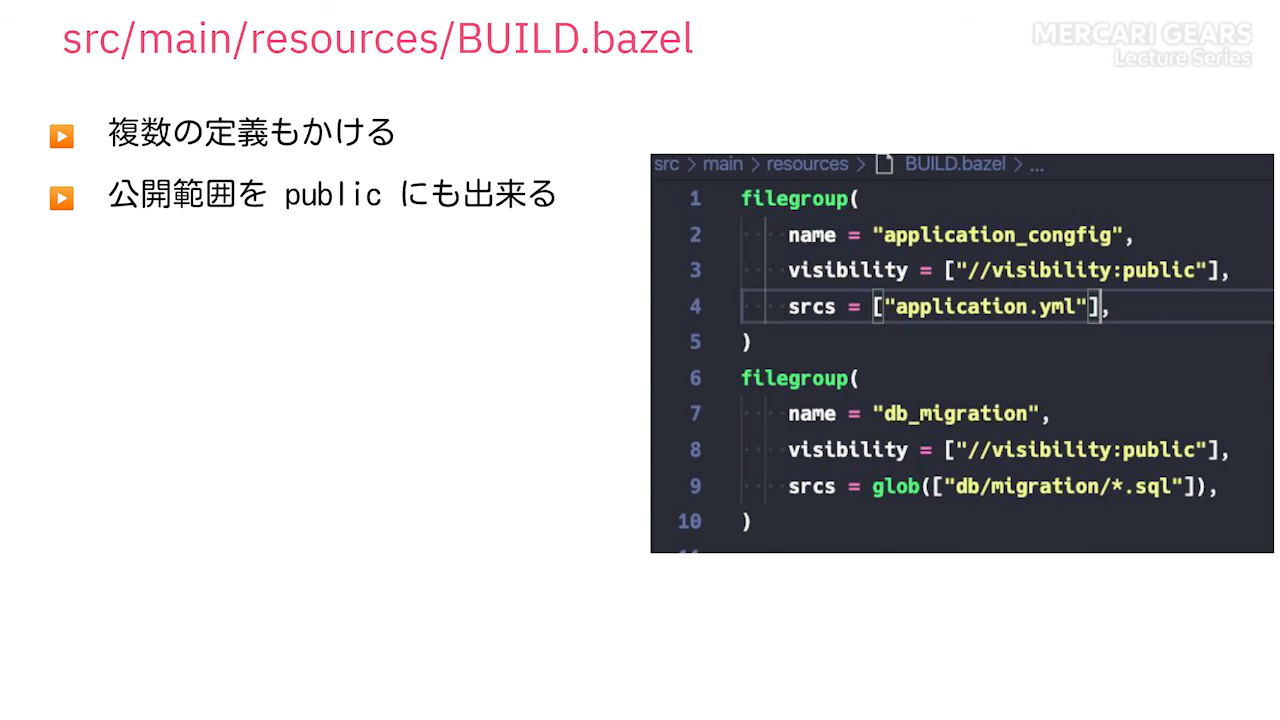 src/main/resources/BUILD.bazel
MERCARI GEARS
Lecture Series
複数の定義もかける
公開範囲を public にも出来る
src > main > resources > BUILD.bazel > ...
1 filegroup(
2 name = "application_congfig",
3 visibility = ["//visibility:public"],
4 srcs = ["application.yml"],
5 )
6 filegroup(
7 name = "db_migration",
8 visibility = ["//visibility:public"],
9 srcs = glob(["db/migration/*.sql"]),
10 )